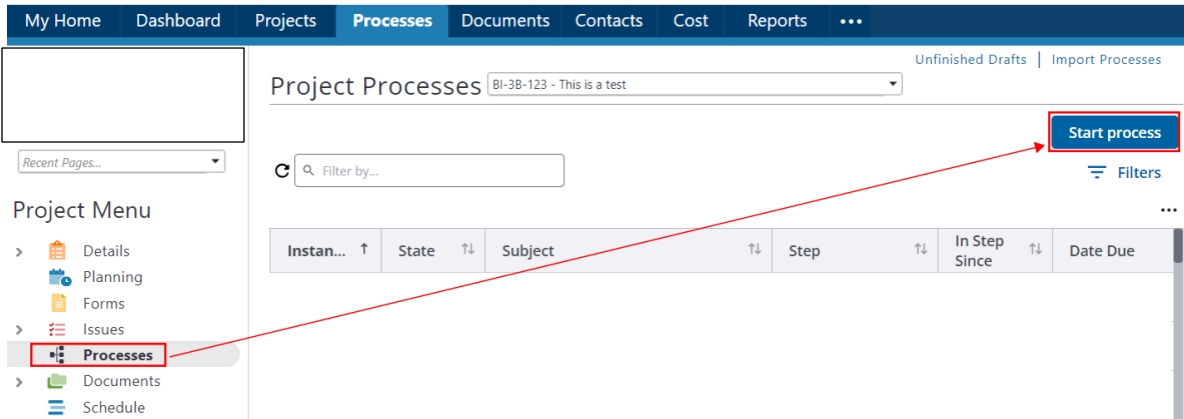 My Home Dashboard Projects Processes Documents Contacts Cost Reports •••
Unfinished Drafts | Import Processes
Project Processes BI-3B-123 - This is a test
Start process
Recent Pages...
Filter by...
Filters
Project Menu
•••
Instan... ↑ State ↑↓ Subject ↑↓ Step ↑↓ In Step Since ↑↓ Date Due
Details
Planning
Forms
Issues
Processes
Documents
Schedule